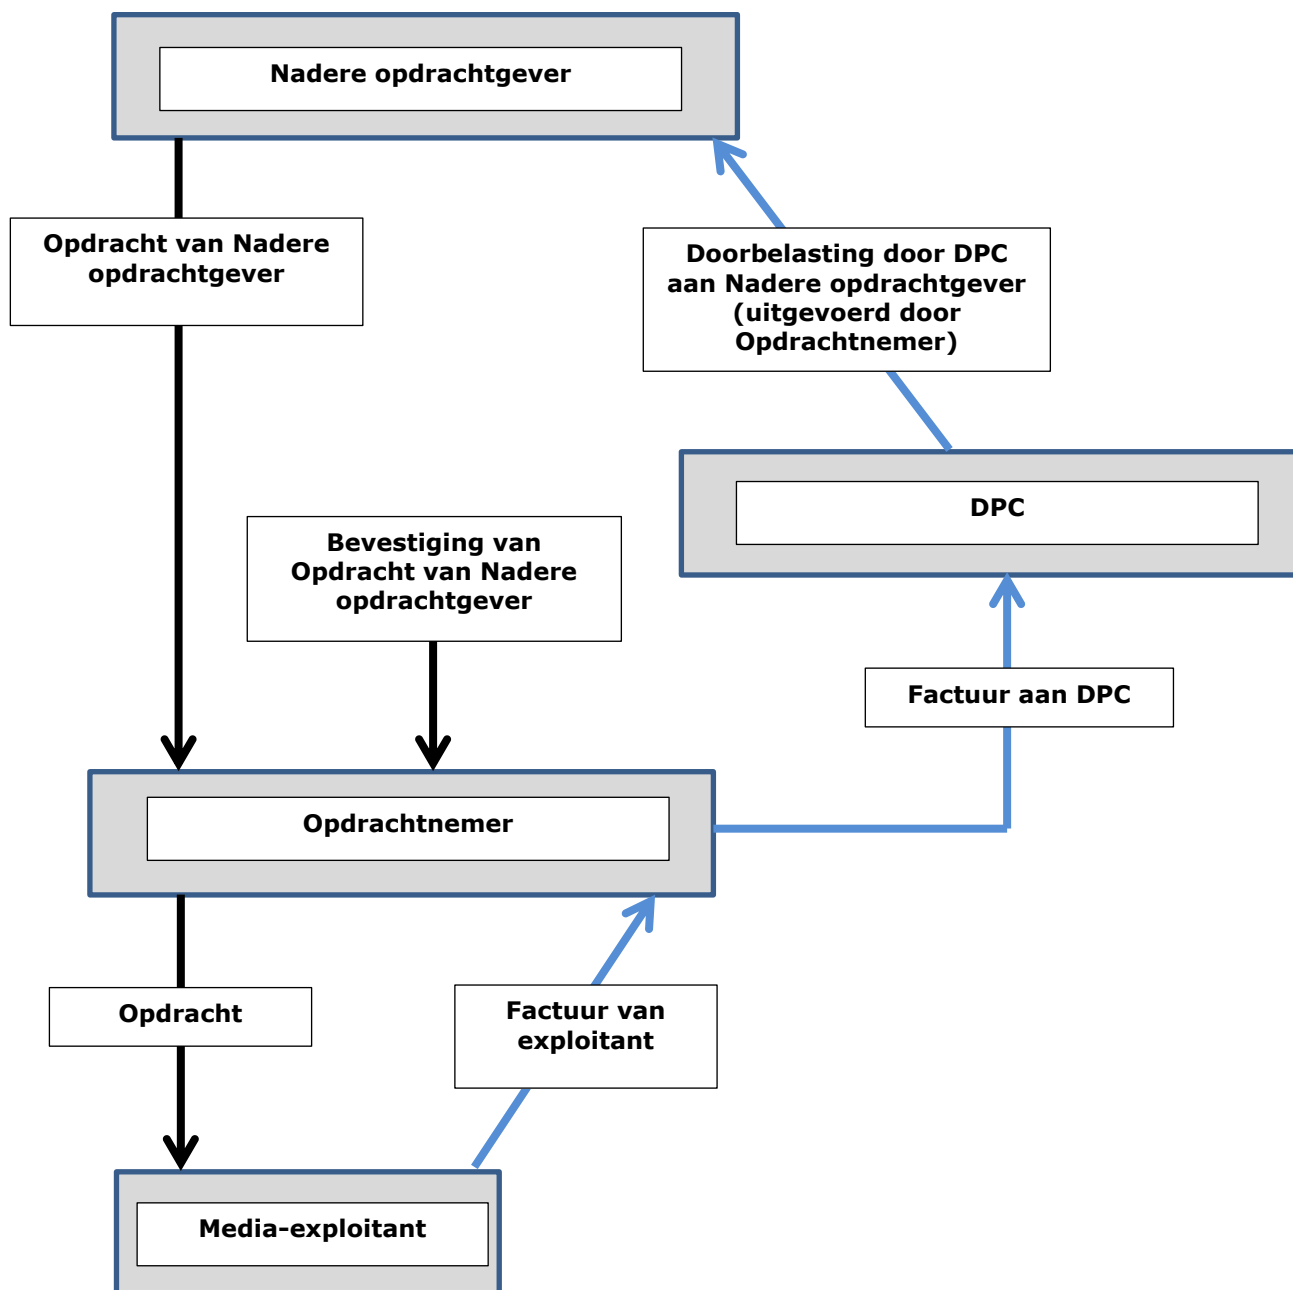 Nadere opdrachtgever
Opdracht van Nadere
opdrachtgever
Doorbelasting door DPC
aan Nadere opdrachtgever
(uitgevoerd door
Opdrachtnemer)
DPC
Bevestiging van
Opdracht van Nadere
opdrachtgever
Factuur aan DPC
Opdrachtnemer
Opdracht
Factuur van
exploitant
Media-exploitant